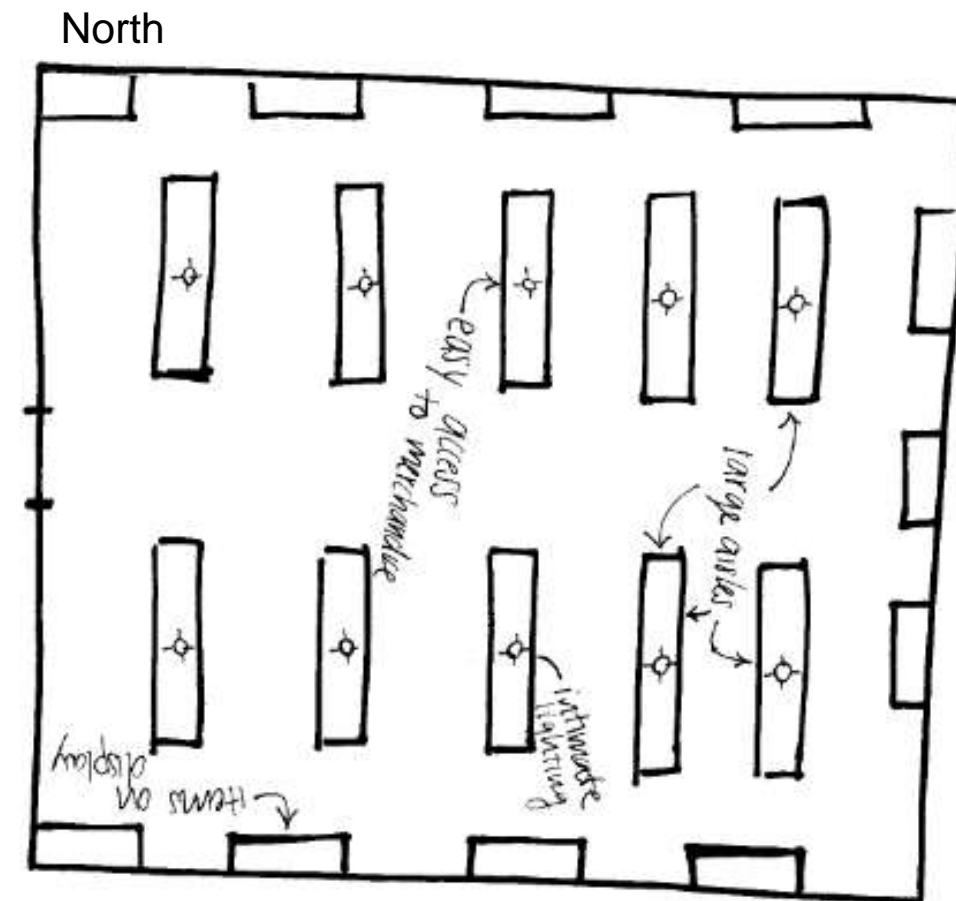 North
easy access
to merchandise
large aisles
intimate
lighting
items on
display